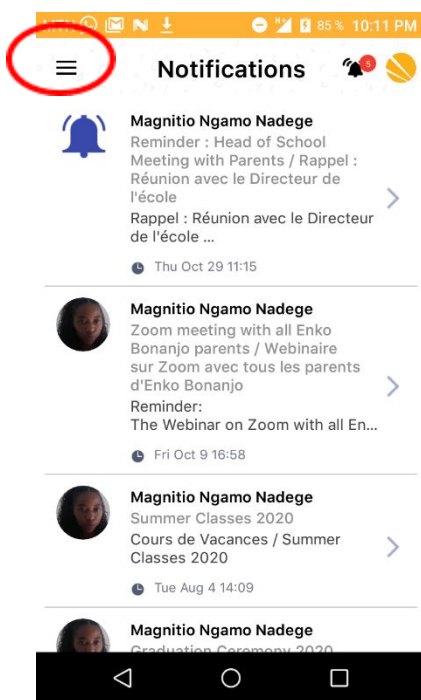 85 % 10:11 PM
Notifications
5
Magnitio Ngamo Nadege
Reminder : Head of School
Meeting with Parents / Rappel :
Réunion avec le Directeur de
l'école
Rappel : Réunion avec le Directeur
de l'école ...
Thu Oct 29 11:15
Magnitio Ngamo Nadege
Zoom meeting with all Enko
Bonanjo parents / Webinaire
sur Zoom avec tous les parents
d'Enko Bonanjo
Reminder:
The Webinar on Zoom with all En...
Fri Oct 9 16:58
Magnitio Ngamo Nadege
Summer Classes 2020
Cours de Vacances / Summer
Classes 2020
Tue Aug 4 14:09
Magnitio Ngamo Nadege
Graduation Ceremony 2020